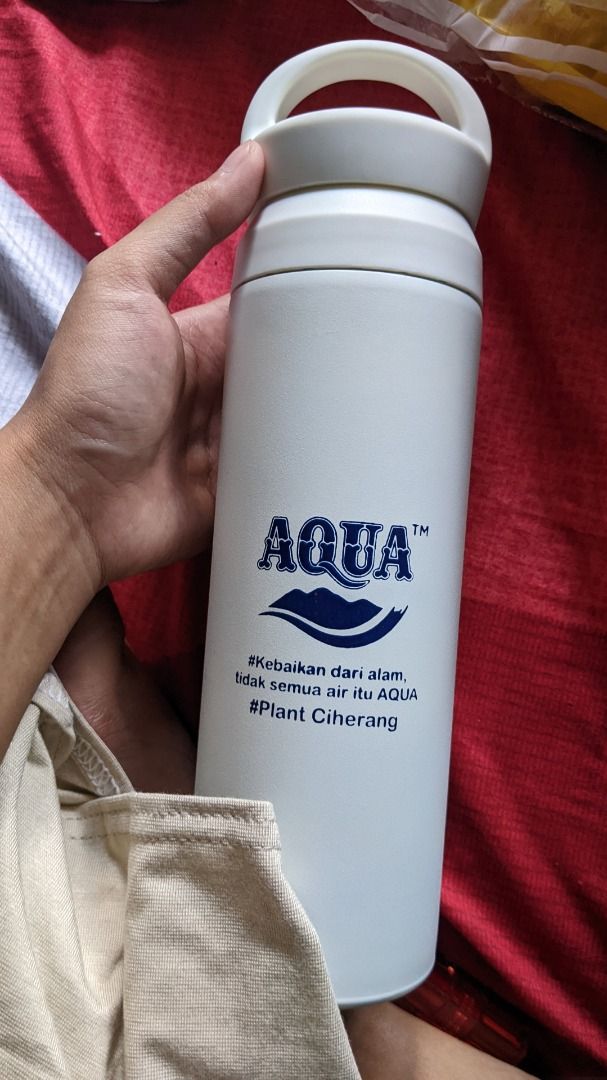 AQUA™
#Kebaikan dari alam,
tidak semua air itu AQUA
#Plant Ciherang